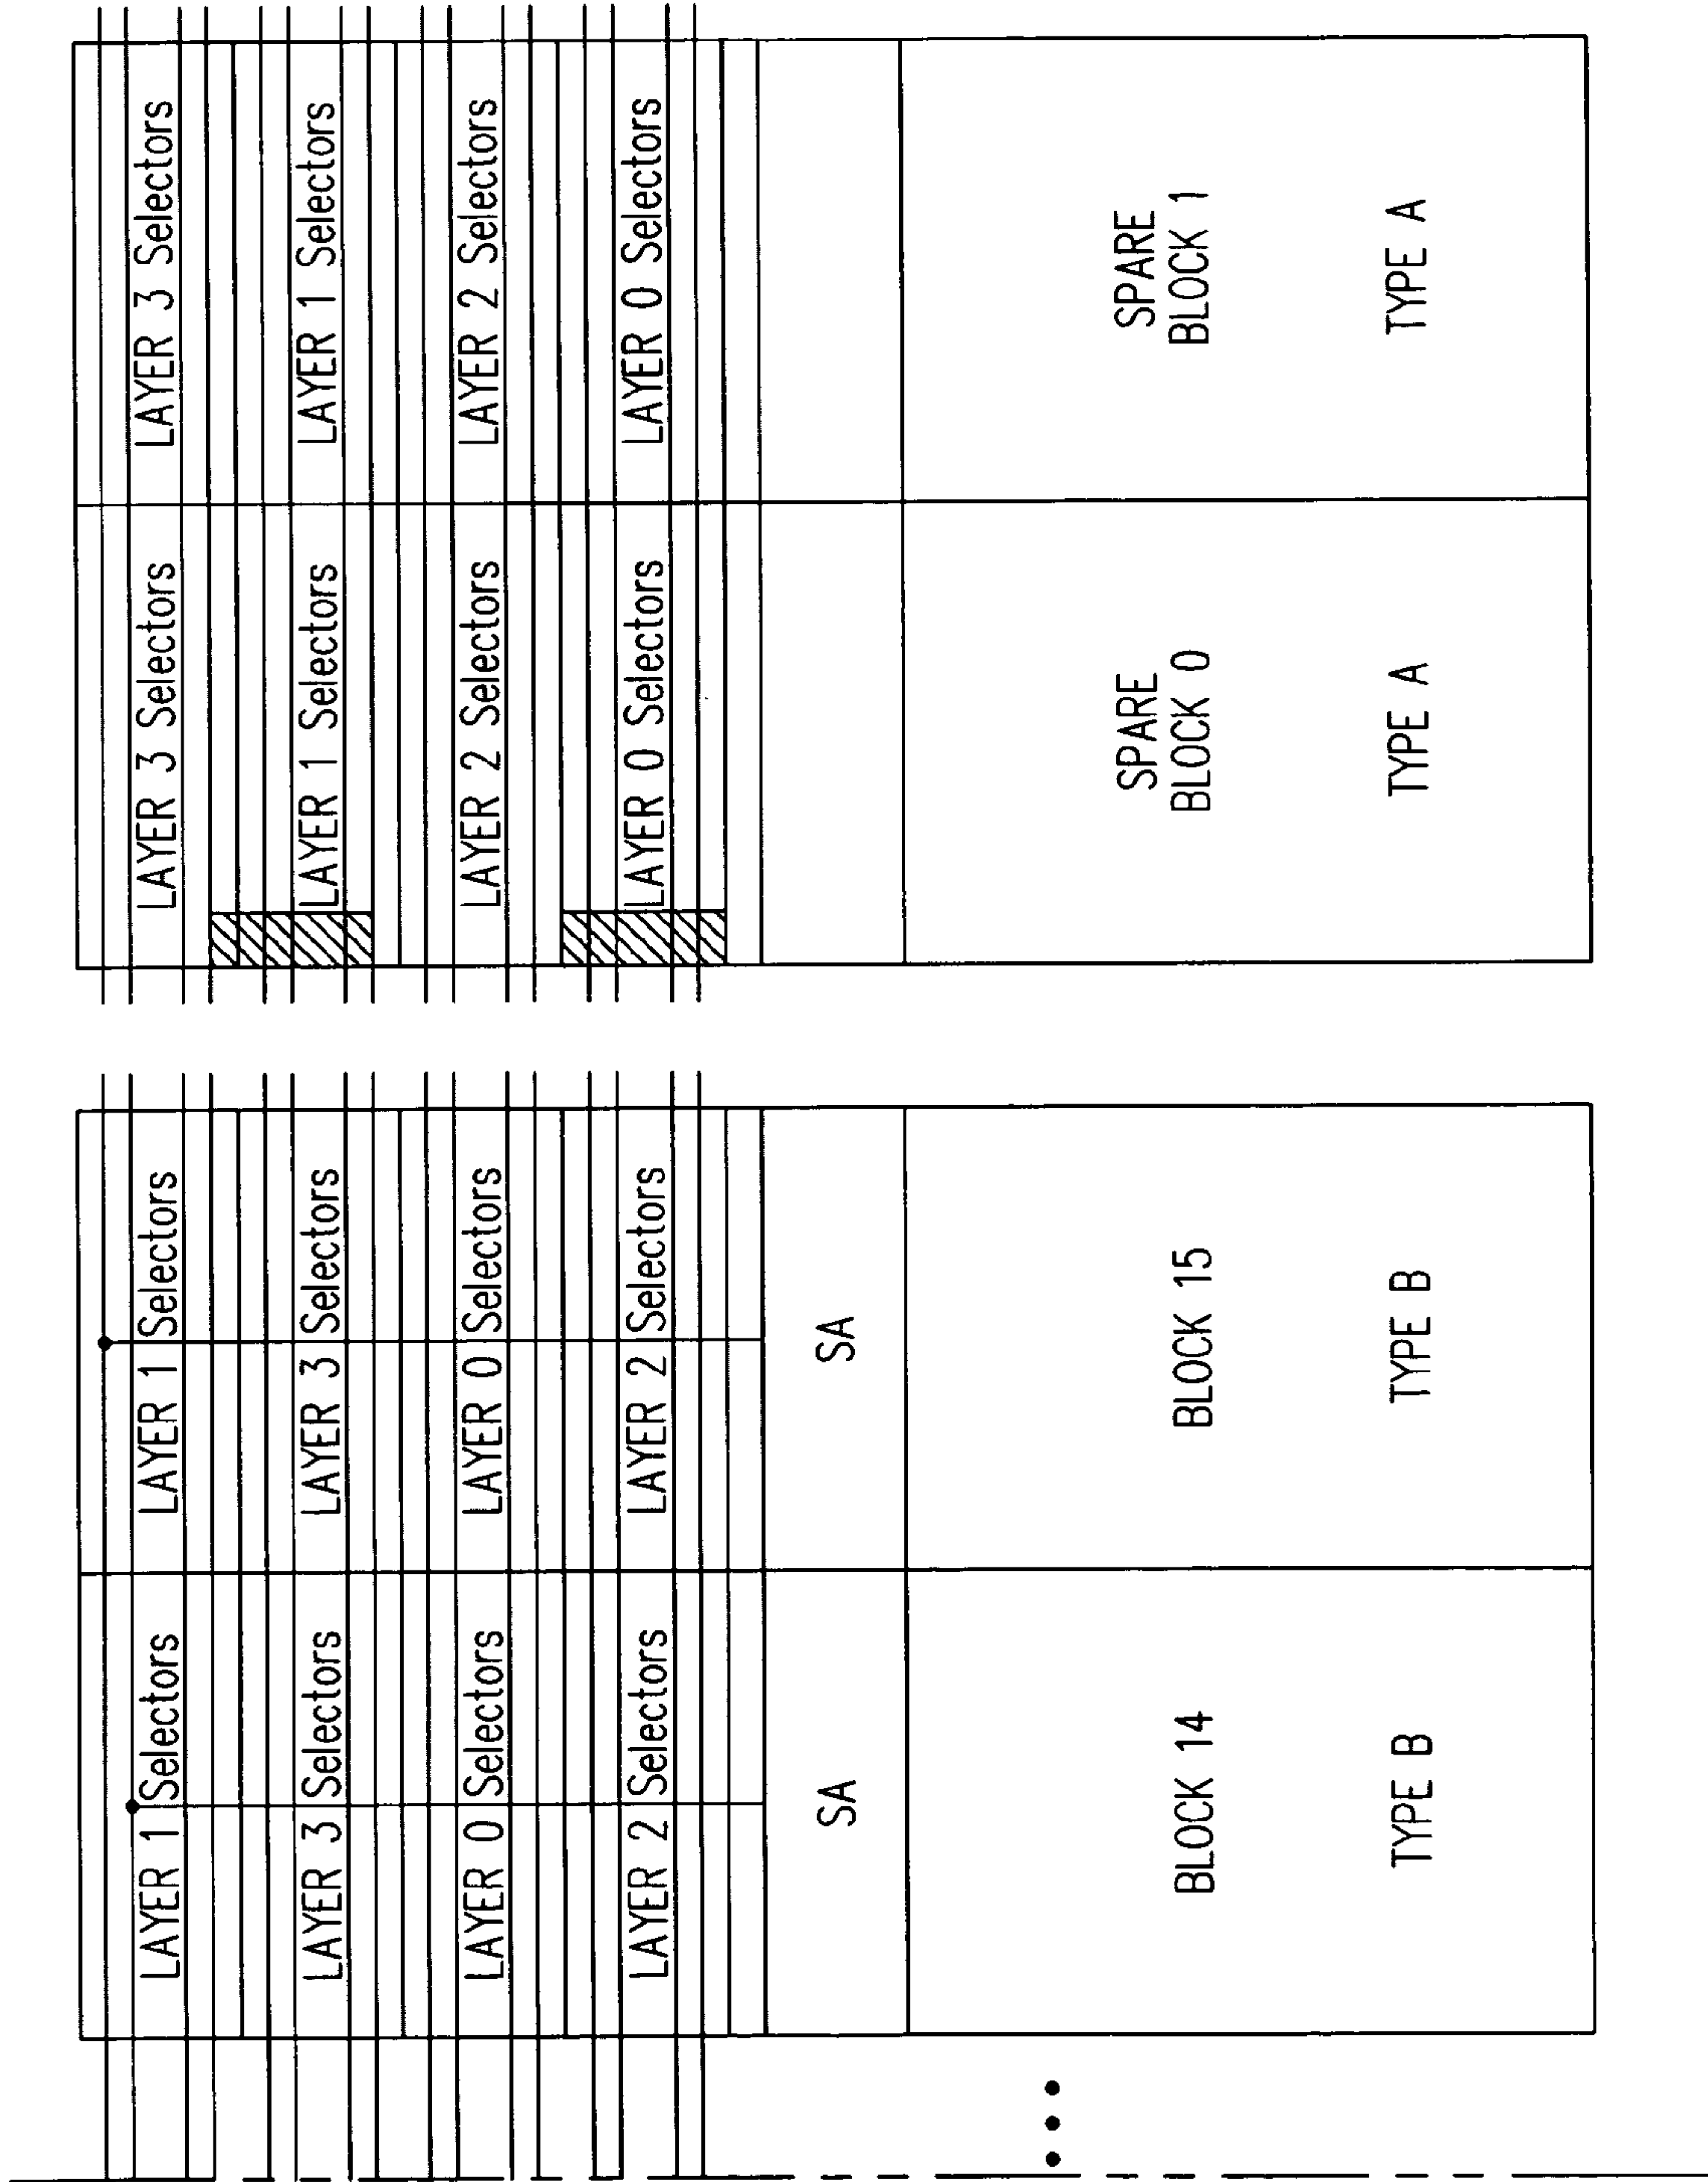 LAYER 1 Selectors
LAYER 3 Selectors
LAYER 0 Selectors
LAYER 2 Selectors
SA
BLOCK 14
TYPE B
LAYER 1 Selectors
LAYER 3 Selectors
LAYER 0 Selectors
LAYER 2 Selectors
SA
BLOCK 15
TYPE B
LAYER 3 Selectors
LAYER 1 Selectors
LAYER 2 Selectors
LAYER 0 Selectors
SPARE
BLOCK 0
TYPE A
LAYER 3 Selectors
LAYER 1 Selectors
LAYER 2 Selectors
LAYER 0 Selectors
SPARE
BLOCK 1
TYPE A